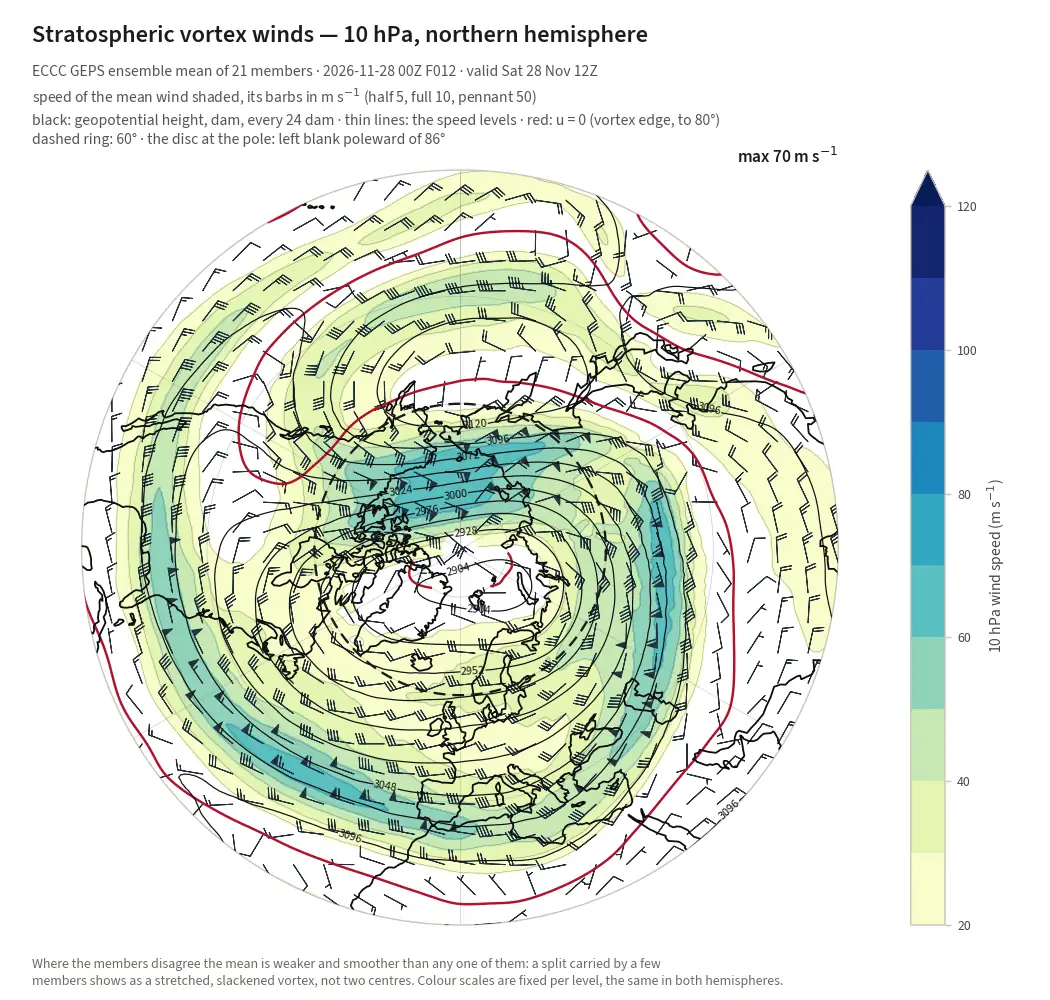 Stratospheric vortex winds — 10 hPa, northern hemisphere
ECCC GEPS ensemble mean of 21 members · 2026-11-28 00Z F012 · valid Sat 28 Nov 12Z
speed of the mean wind shaded, its barbs in m s⁻¹ (half 5, full 10, pennant 50)
black: geopotential height, dam, every 24 dam · thin lines: the speed levels · red: u = 0 (vortex edge, to 80°)
dashed ring: 60° · the disc at the pole: left blank poleward of 86°
max 70 m s⁻¹
120
100
80
60
40
20
10 hPa wind speed (m s⁻¹)
3096
3096
3024
3000
2928
2904
2952
3048
3096
3096
Where the members disagree the mean is weaker and smoother than any one of them: a split carried by a few
members shows as a stretched, slackened vortex, not two centres. Colour scales are fixed per level, the same in both hemispheres.